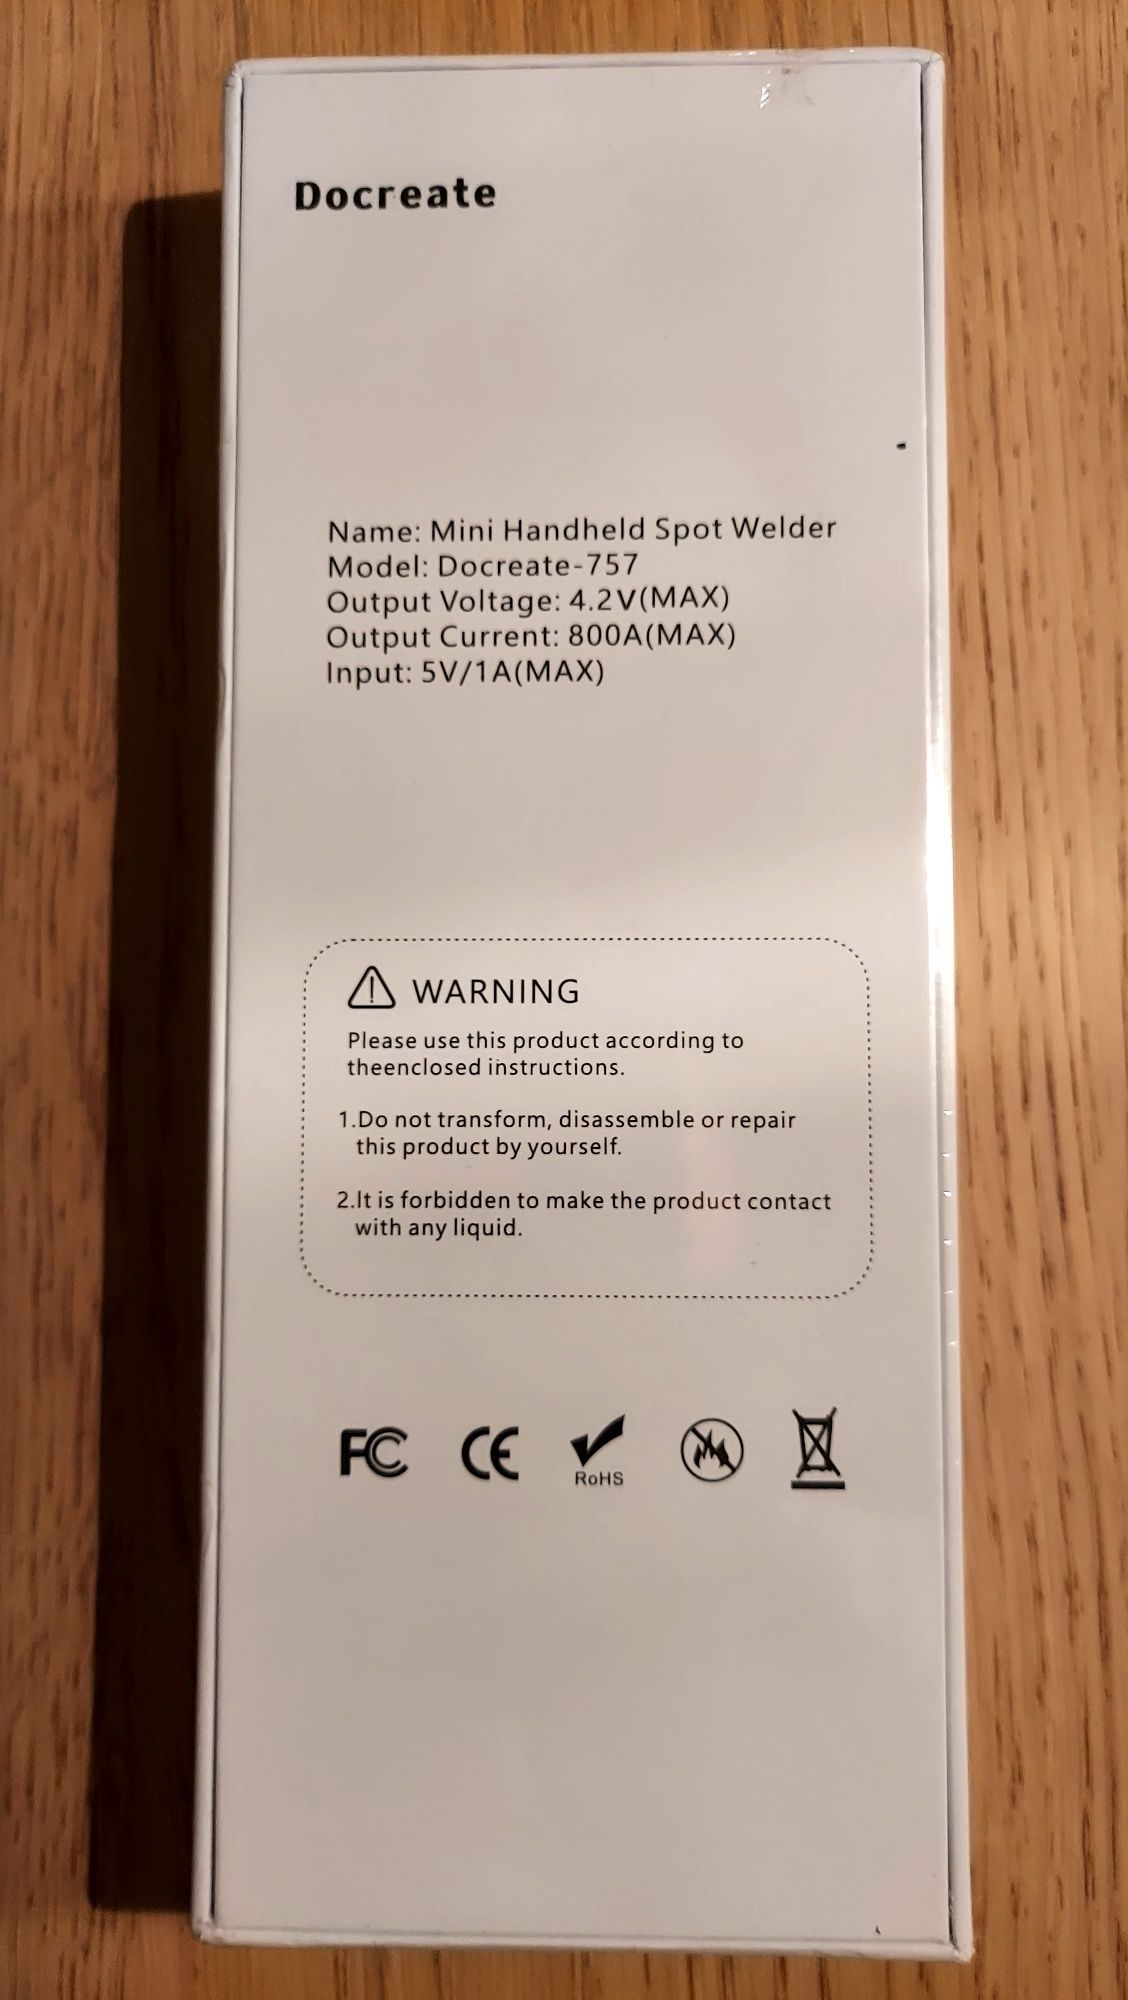 Docreate
Name: Mini Handheld Spot Welder
Model: Docreate-757
Output Voltage: 4.2V(MAX)
Output Current: 800A(MAX)
Input: 5V/1A(MAX)
WARNING
Please use this product according to
theenclosed instructions.
1.Do not transform, disassemble or repair
this product by yourself.
2.It is forbidden to make the product contact
with any liquid.
FC CE RoHS